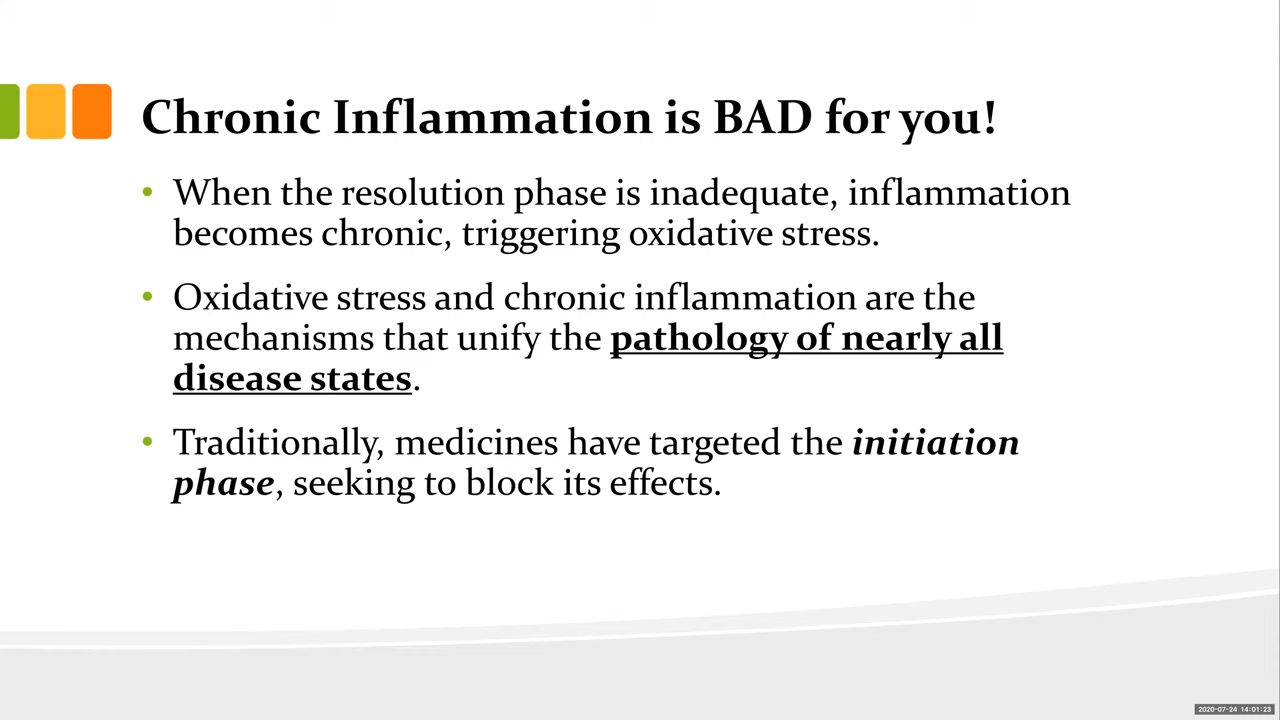 Chronic Inflammation is BAD for you!
• When the resolution phase is inadequate, inflammation
becomes chronic, triggering oxidative stress.
• Oxidative stress and chronic inflammation are the
mechanisms that unify the pathology of nearly all
disease states.
• Traditionally, medicines have targeted the initiation
phase, seeking to block its effects.
2020-07-24 14:01:23